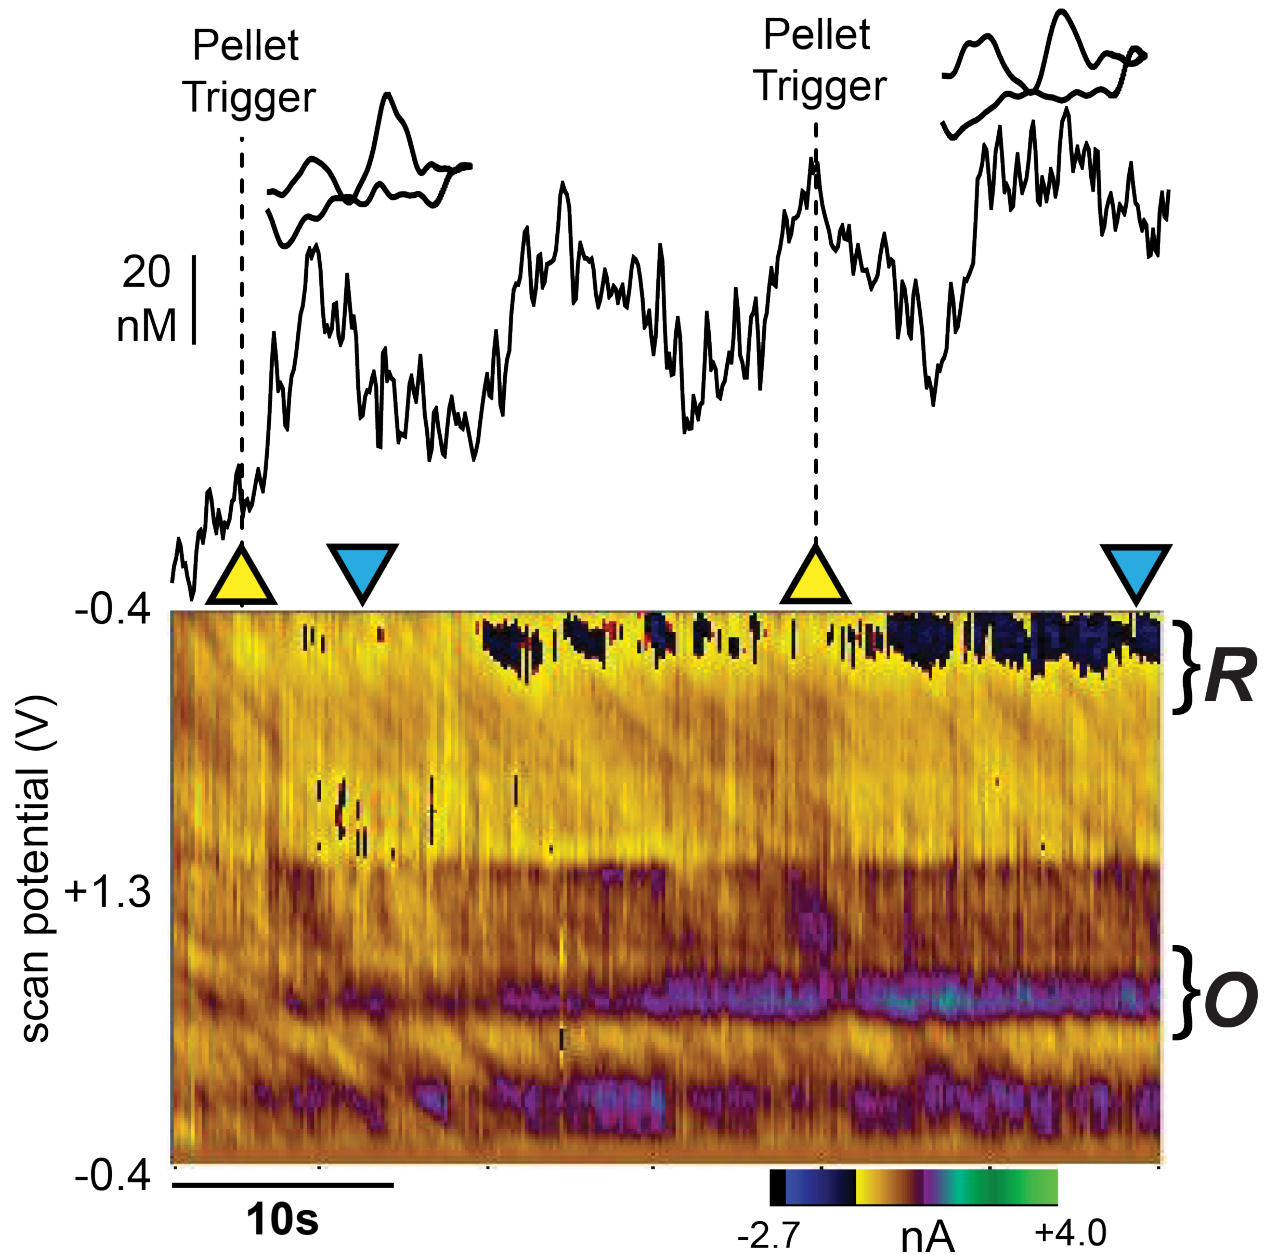 Pellet
Trigger
Pellet
Trigger
20
nM
-0.4
R
scan potential (V)
+1.3
O
-0.4
10s
-2.7 nA +4.0